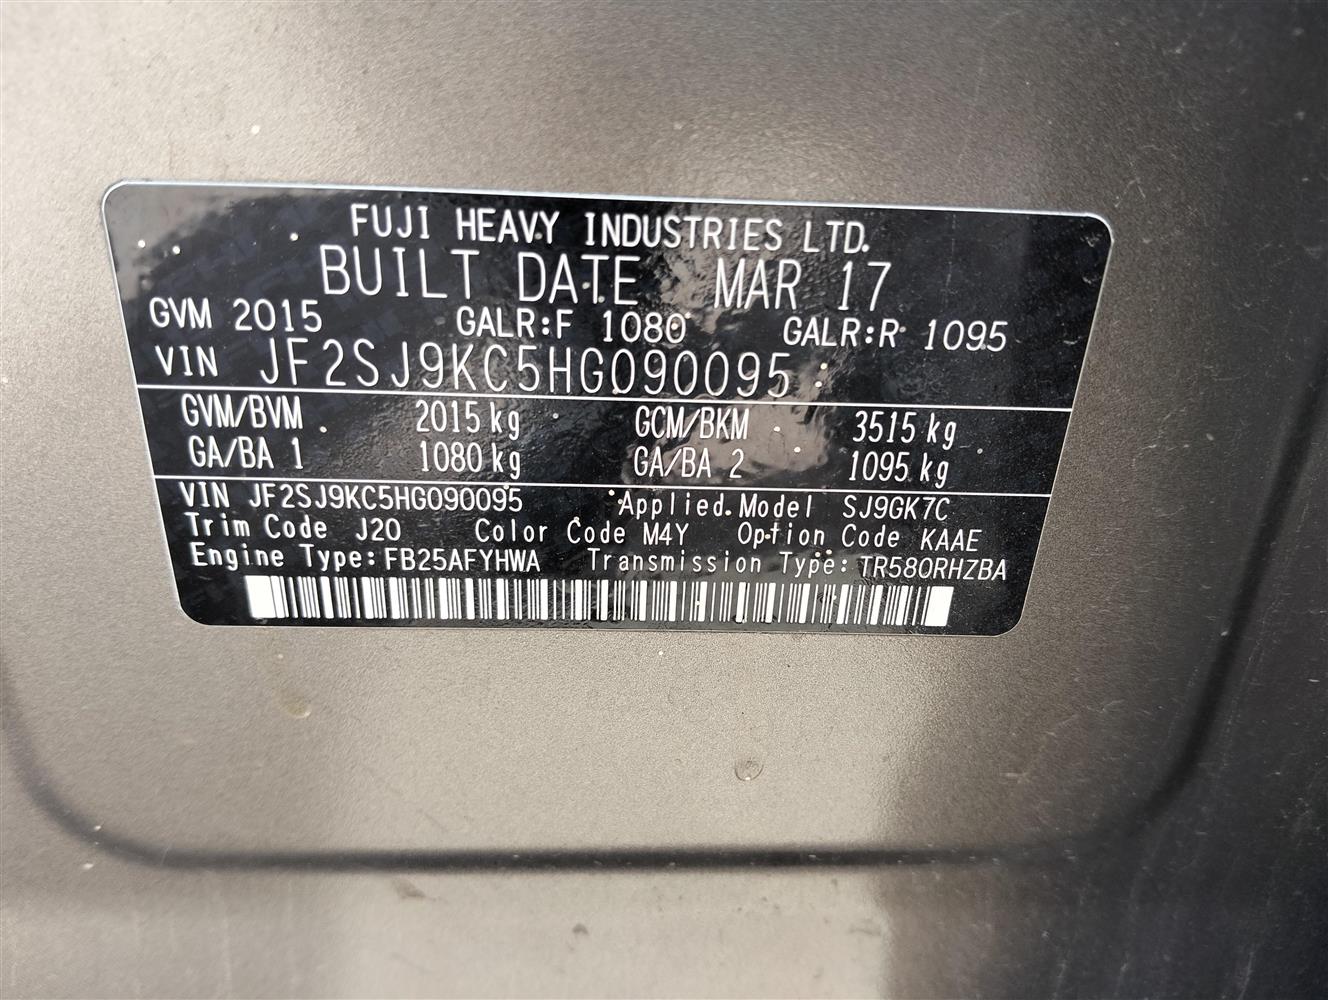 FUJI HEAVY INDUSTRIES LTD.
BUILT DATE MAR 17
GVM 2015 GALR:F 1080 GALR:R 1095
VIN JF2SJ9KC5HG090095
GVM/BVM 2015 kg GCM/BKM 3515 kg
GA/BA 1 1080 kg GA/BA 2 1095 kg
VIN JF2SJ9KC5HG090095 Applied Model SJ9GK7C
Trim Code J20 Color Code M4Y Option Code KAAE
Engine Type:FB25AFYHWA Transmission Type:TR580RHZBA